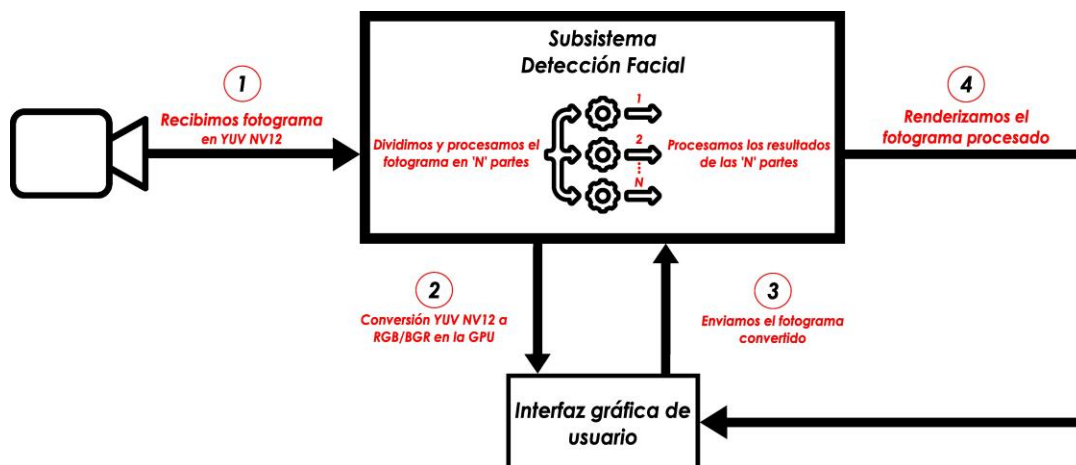 Subsistema
Detección Facial
1
Recibimos fotograma
en YUV NV12
Dividimos y procesamos el
fotograma en 'N' partes
1
2
N
Procesamos los resultados
de las 'N' partes
4
Renderizamos el
fotograma procesado
2
Conversión YUV NV12 a
RGB/BGR en la GPU
3
Enviamos el fotograma
convertido
Interfaz gráfica de
usuario